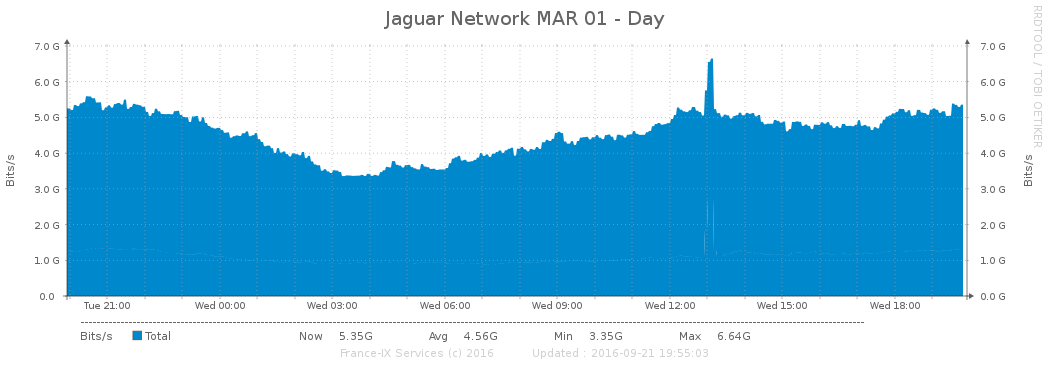 Jaguar Network MAR 01 - Day
RRDTOOL / TOBI OETIKER
Bits/s
7.0 G
6.0 G
5.0 G
4.0 G
3.0 G
2.0 G
1.0 G
0.0
7.0 G
6.0 G
5.0 G
4.0 G
3.0 G
2.0 G
1.0 G
0.0 G
Bits/s
Tue 21:00 Wed 00:00 Wed 03:00 Wed 06:00 Wed 09:00 Wed 12:00 Wed 15:00 Wed 18:00
Bits/s Total Now 5.35G Avg 4.56G Min 3.35G Max 6.64G
France-IX Services (c) 2016 Updated : 2016-09-21 19:55:03